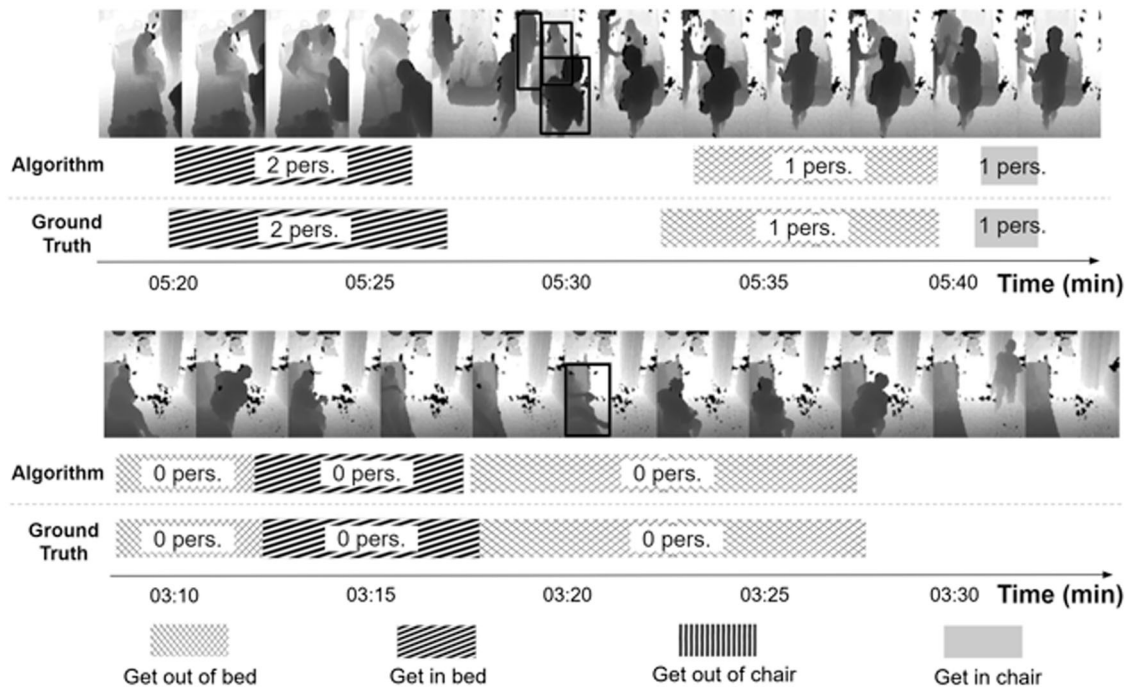 Algorithm 2 pers. 1 pers. 1 pers.
Ground Truth 2 pers. 1 pers. 1 pers.
05:20 05:25 05:30 05:35 05:40 Time (min)
Algorithm 0 pers. 0 pers. 0 pers.
Ground Truth 0 pers. 0 pers. 0 pers.
03:10 03:15 03:20 03:25 03:30 Time (min)
Get out of bed Get in bed Get out of chair Get in chair